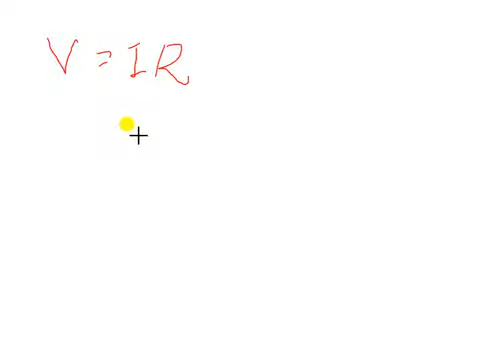 V = IR